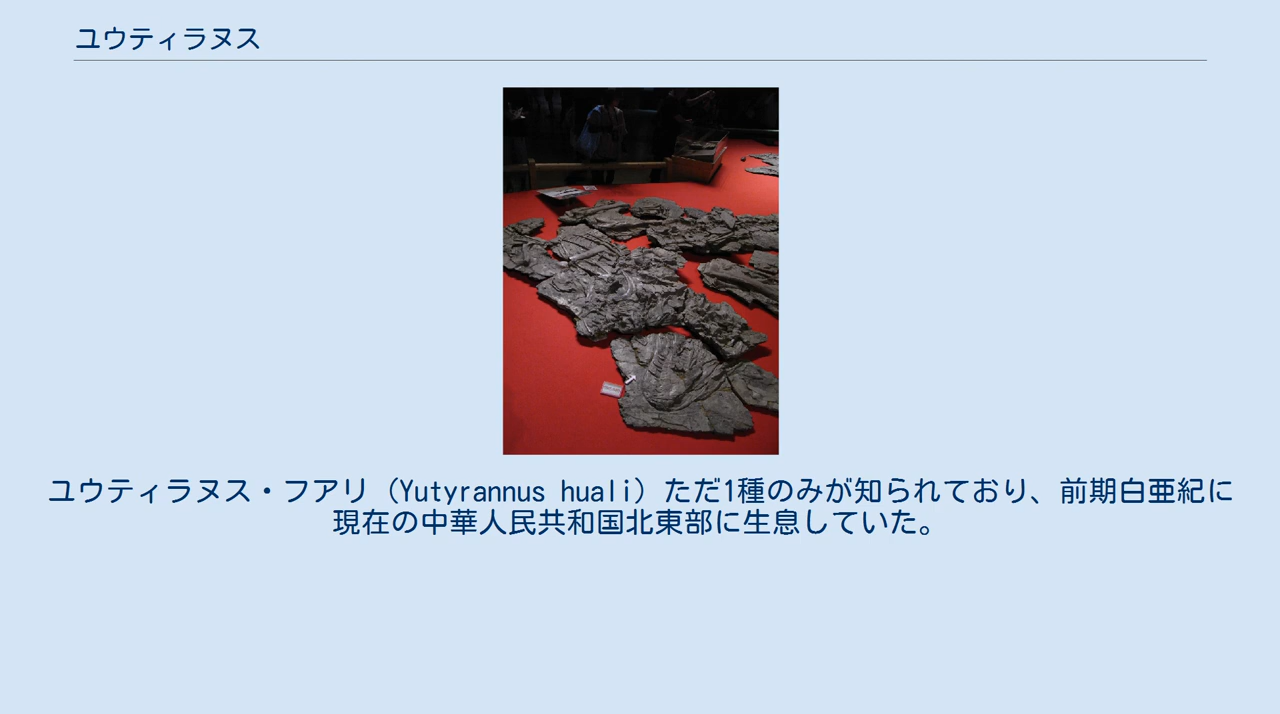 ユウティラヌス
ユウティラヌス・フアリ（Yutyrannus huali）ただ1種のみが知られており、前期白亜紀に
現在の中華人民共和国北東部に生息していた。